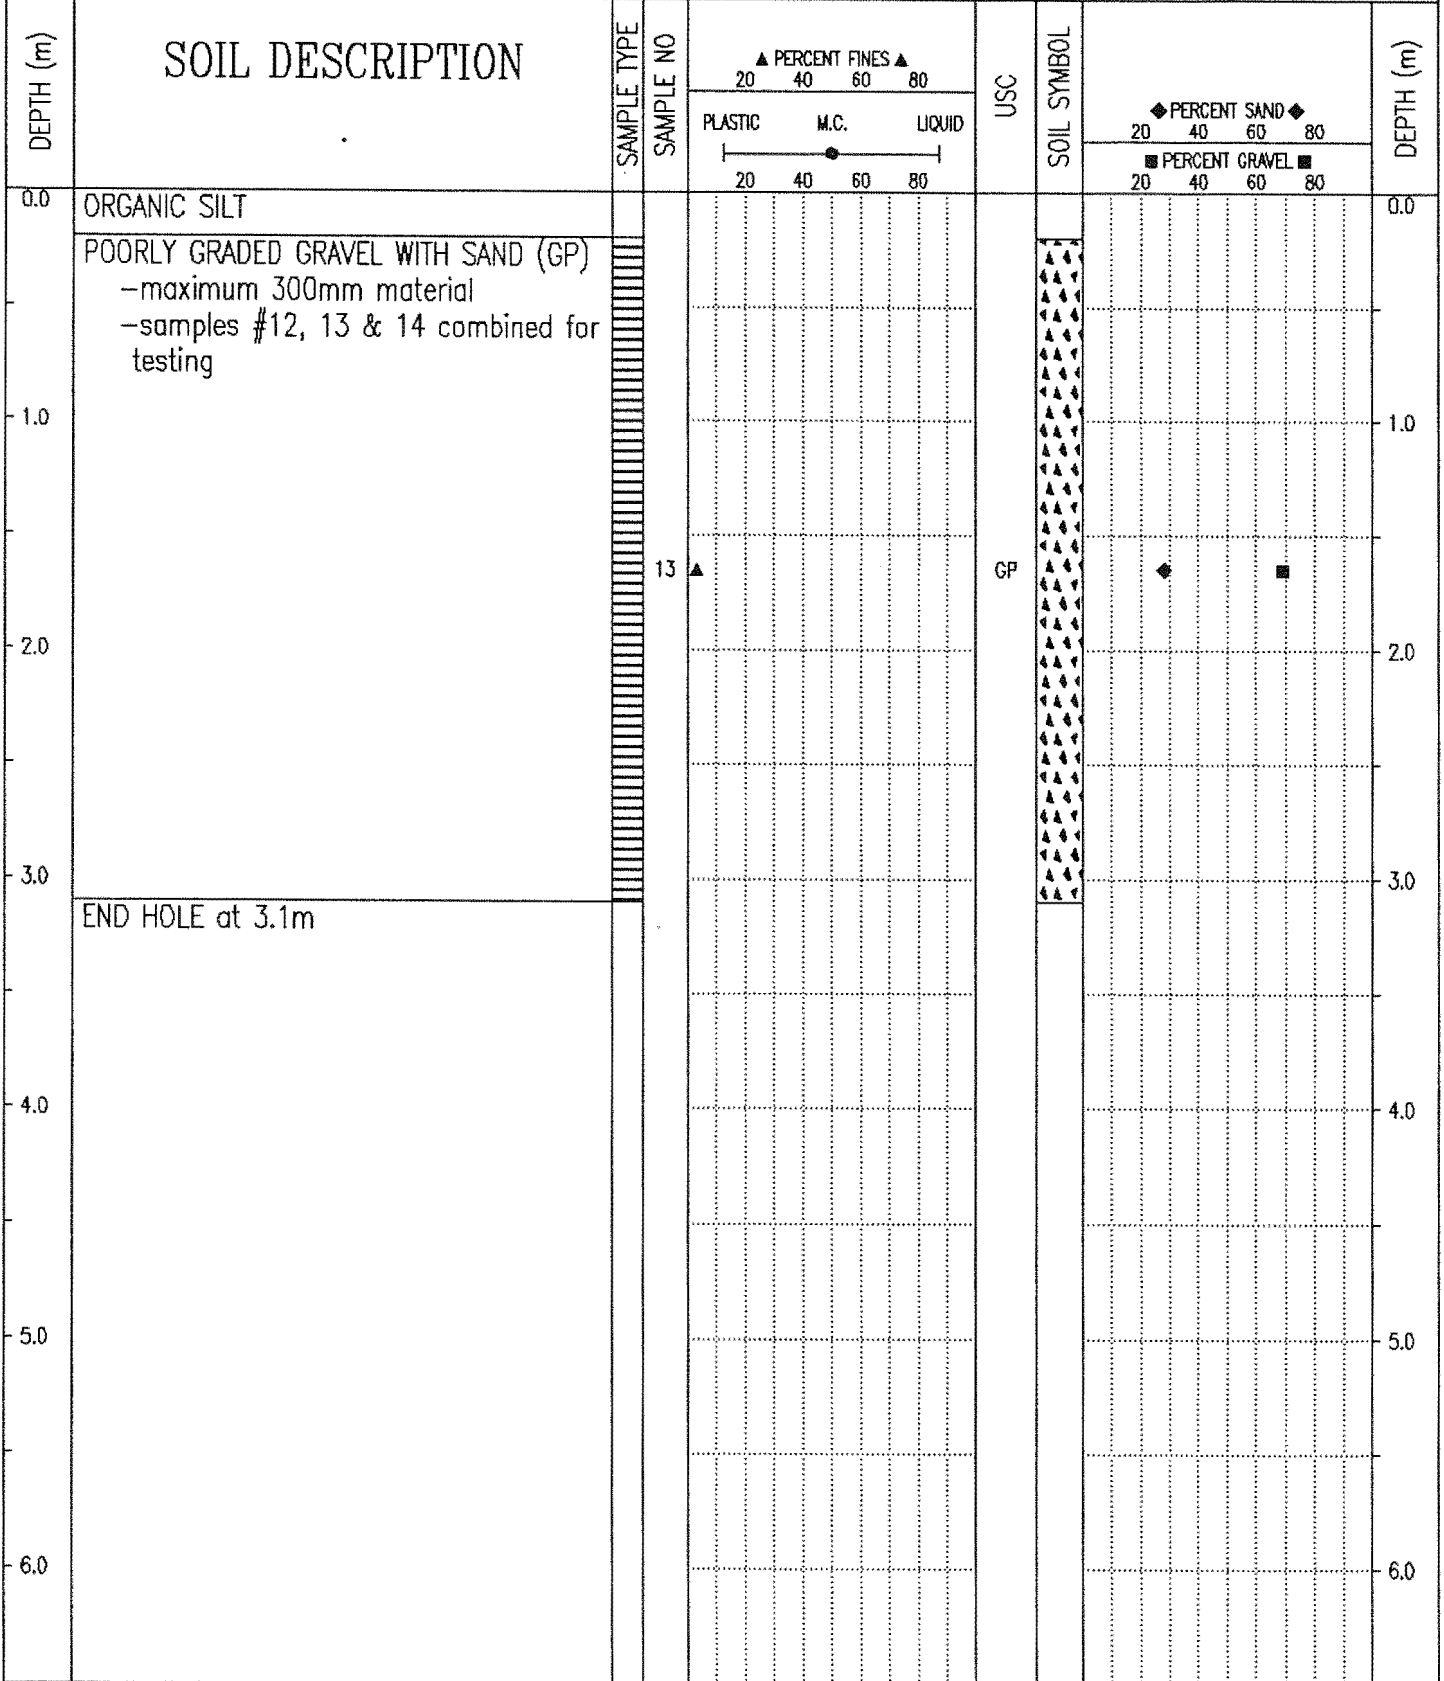 DEPTH (m)
SOIL DESCRIPTION
SAMPLE TYPE
SAMPLE NO
▲ PERCENT FINES ▲
20 40 60 80
PLASTIC M.C. LIQUID
20 40 60 80
USC
SOIL SYMBOL
◆ PERCENT SAND ◆
20 40 60 80
■ PERCENT GRAVEL ■
20 40 60 80
DEPTH (m)
0.0 ORGANIC SILT 0.0
POORLY GRADED GRAVEL WITH SAND (GP)
-maximum 300mm material
-samples #12, 13 & 14 combined for
testing
1.0 1.0
13 GP
2.0 2.0
3.0 3.0
END HOLE at 3.1m
4.0 4.0
5.0 5.0
6.0 6.0